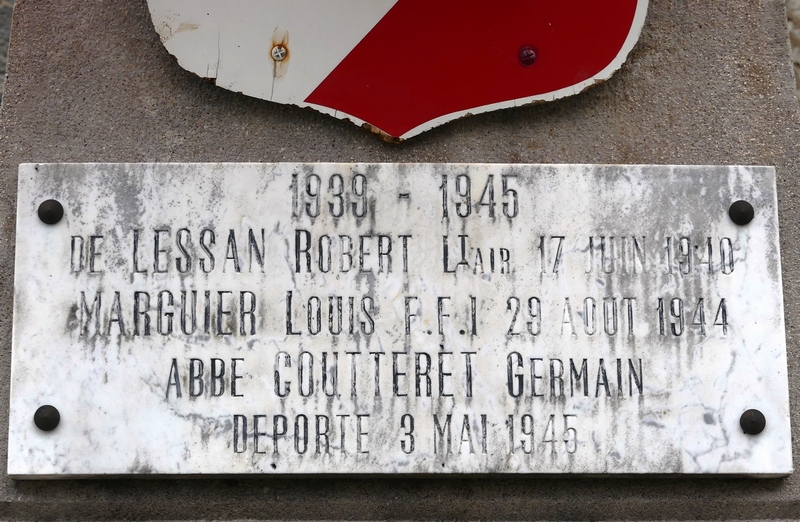 1939 - 1945
DE LESSAN ROBERT LT AIR 17 JUIN 1940
MARGUIER LOUIS F.F.I 29 AOUT 1944
ABBE COUTTERET GERMAIN
DEPORTE 3 MAI 1945